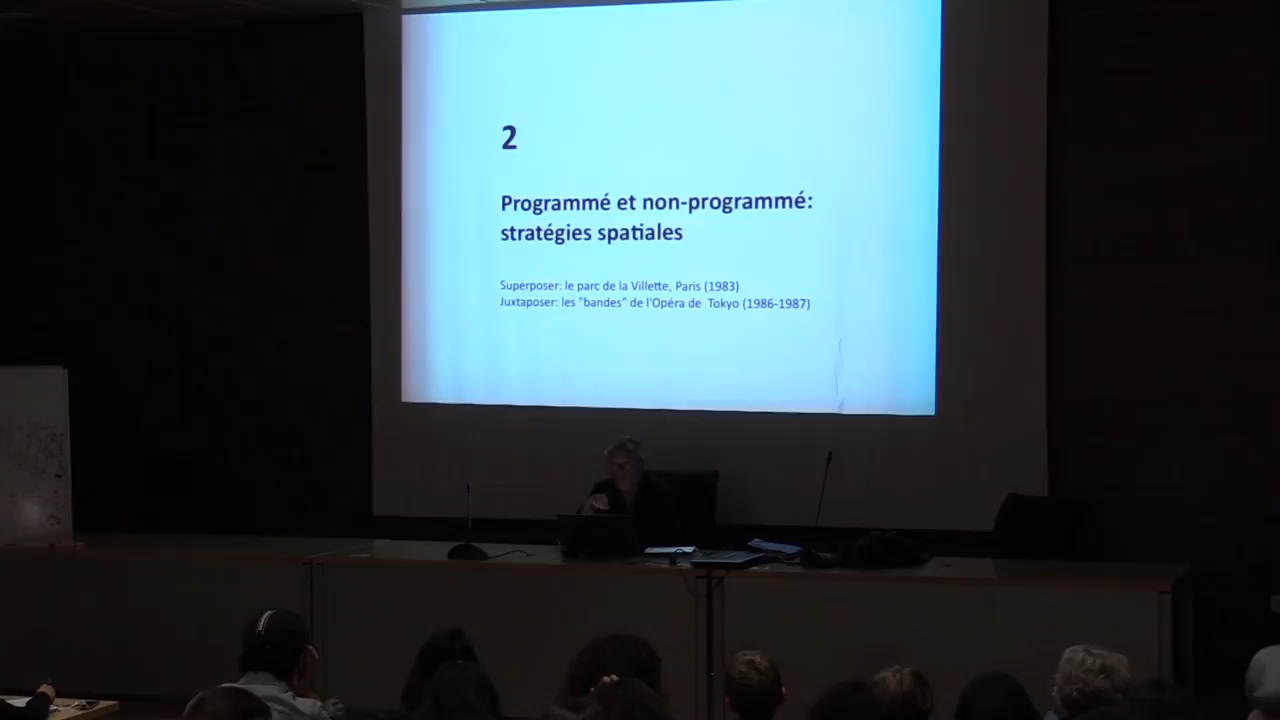 2
Programmé et non-programmé:
stratégies spatiales
Superposer: le parc de la Villette, Paris (1983)
Juxtaposer: les "bandes" de l'Opéra de Tokyo (1986-1987)